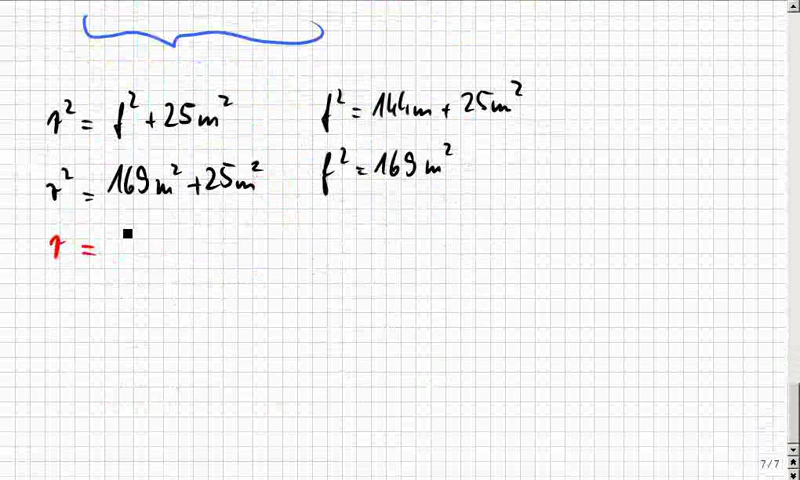 r² = f² + 25m²
f² = 144m + 25m²
r² = 169m² + 25m²
f² = 169m²
r =
7/7